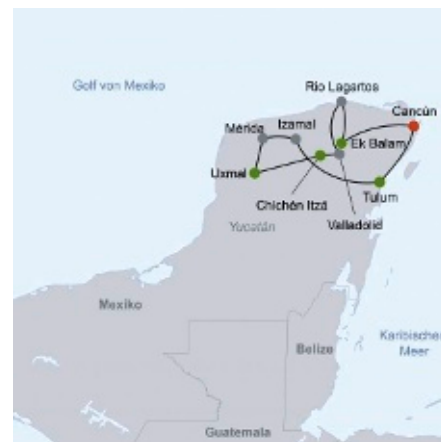 Golf von Mexiko
Río Lagartos
Cancún
Mérida
Izamal
Ek Balam
Uxmal
Tulum
Chichén Itzá
Valladolid
Yucatán
Mexiko
Karibisches
Meer
Belize
Guatemala